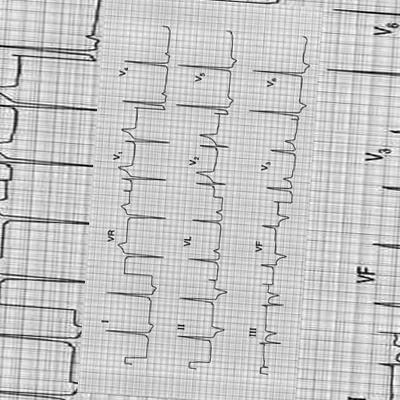 I VR V₁ V₄
II VL V₂ V₅
III VF V₃ V₆
VF V₃ V₆